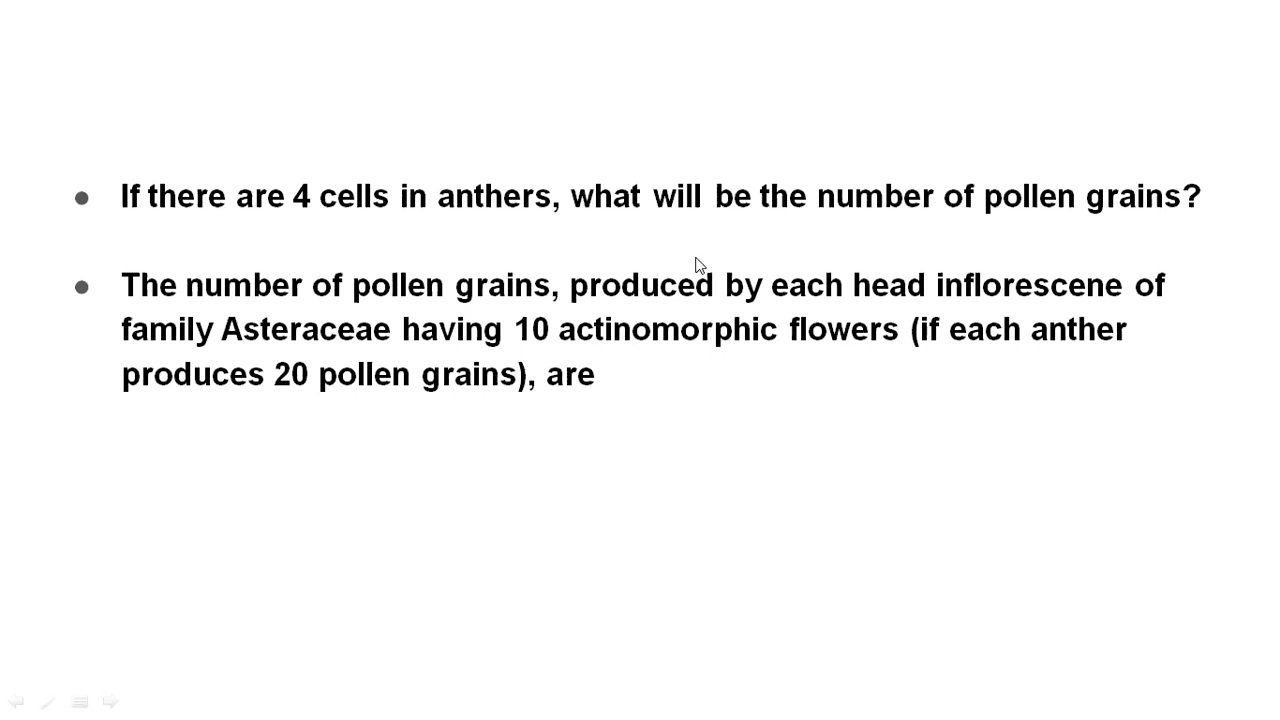 ● If there are 4 cells in anthers, what will be the number of pollen grains?
● The number of pollen grains, produced by each head inflorescene of
family Asteraceae having 10 actinomorphic flowers (if each anther
produces 20 pollen grains), are